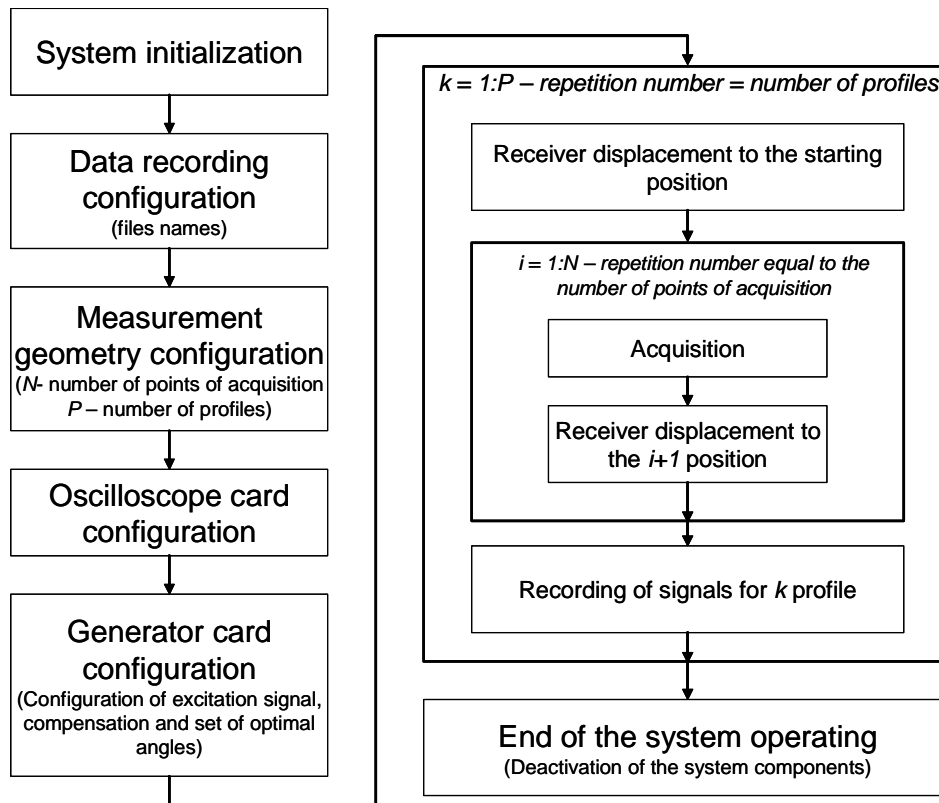 System initialization
Data recording
configuration
(files names)
Measurement
geometry configuration
(N- number of points of acquisition
P – number of profiles)
Oscilloscope card
configuration
Generator card
configuration
(Configuration of excitation signal,
compensation and set of optimal
angles)
k = 1:P – repetition number = number of profiles
Receiver displacement to the starting
position
i = 1:N – repetition number equal to the
number of points of acquisition
Acquisition
Receiver displacement to
the i+1 position
Recording of signals for k profile
End of the system operating
(Deactivation of the system components)